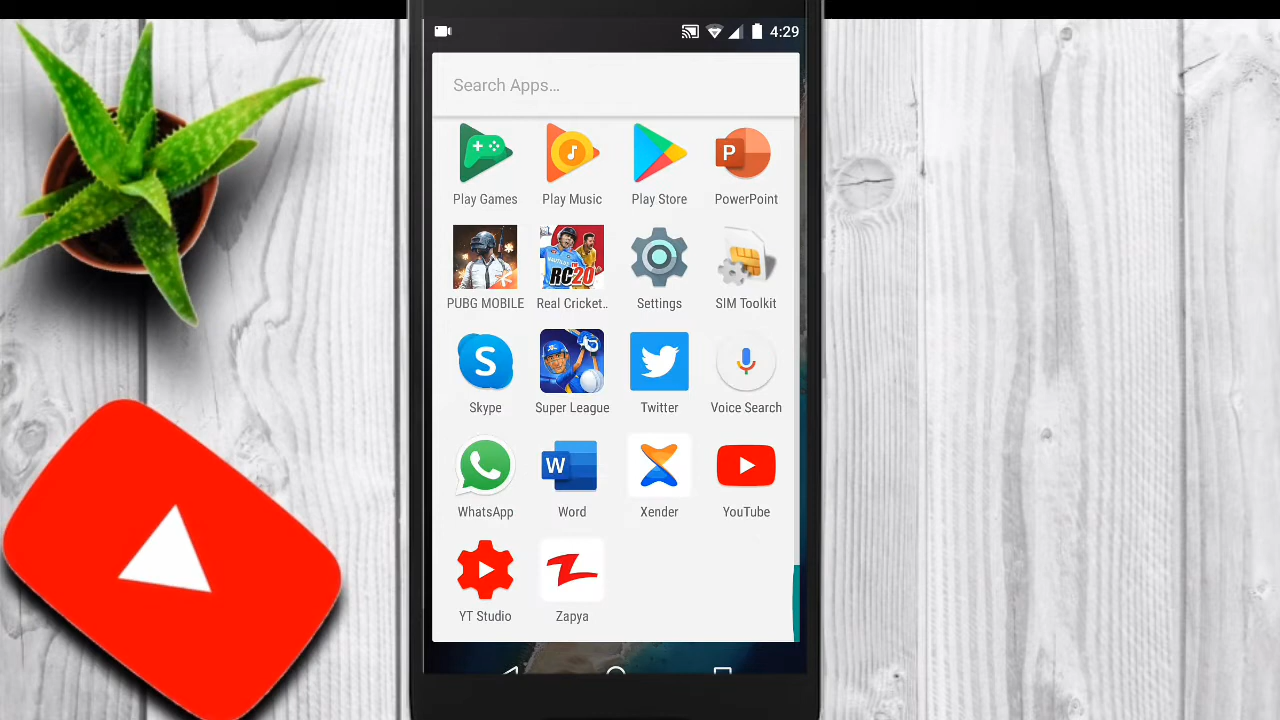 4:29
Search Apps...
Play Games
Play Music
Play Store
P
PowerPoint
RC20
PUBG MOBILE
Real Cricket..
Settings
SIM Toolkit
S
Skype
Super League
Twitter
Voice Search
W
WhatsApp
Word
Xender
YouTube
YT Studio
Zapya